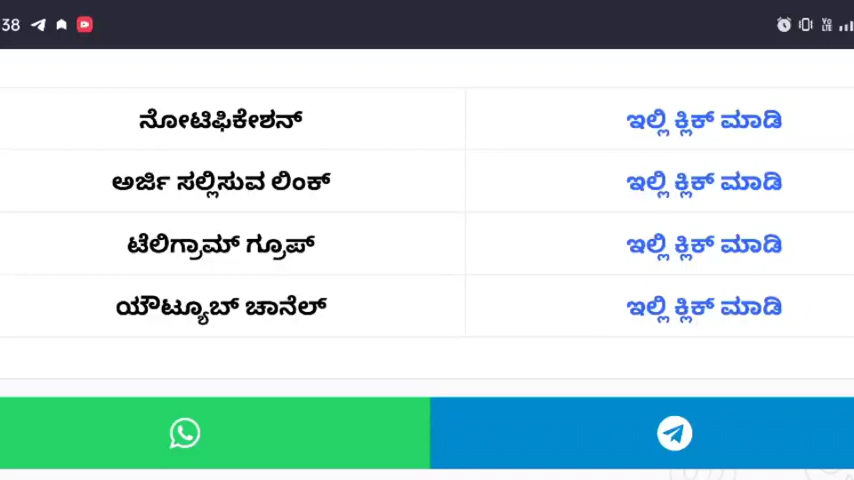 38
ನೋಟಿಫಿಕೇಶನ್ ಇಲ್ಲಿ ಕ್ಲಿಕ್ ಮಾಡಿ
ಅರ್ಜಿ ಸಲ್ಲಿಸುವ ಲಿಂಕ್ ಇಲ್ಲಿ ಕ್ಲಿಕ್ ಮಾಡಿ
ಟೆಲಿಗ್ರಾಮ್ ಗ್ರೂಪ್ ಇಲ್ಲಿ ಕ್ಲಿಕ್ ಮಾಡಿ
ಯೌಟ್ಯೂಬ್ ಚಾನೆಲ್ ಇಲ್ಲಿ ಕ್ಲಿಕ್ ಮಾಡಿ